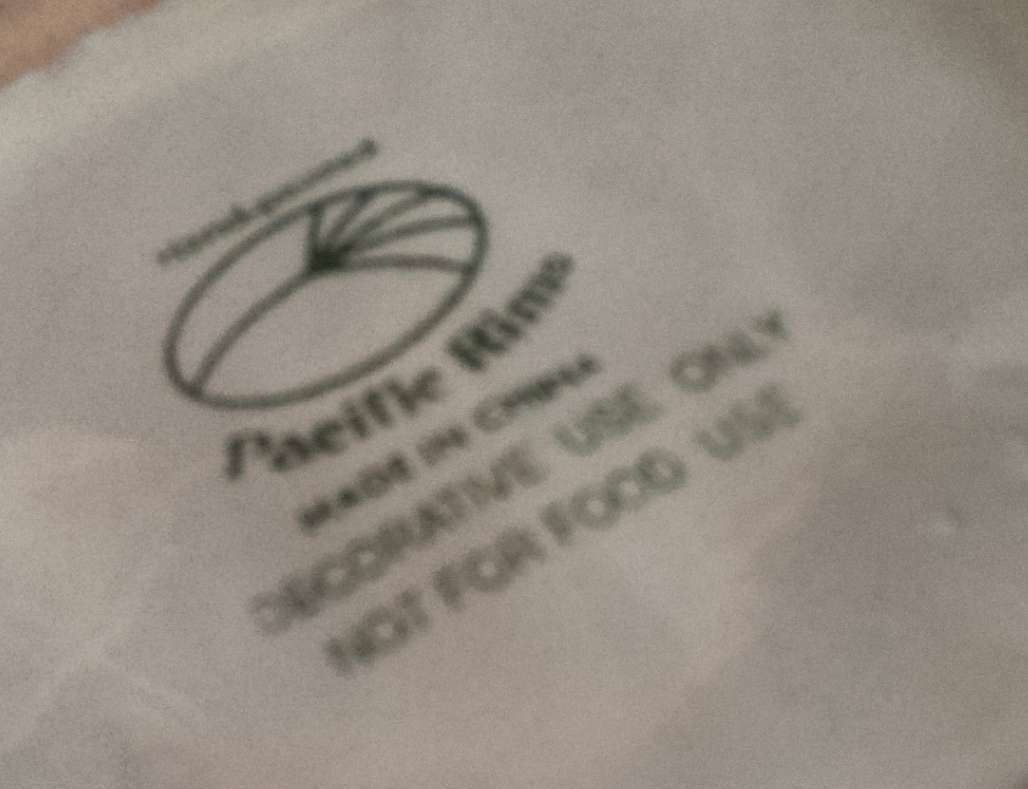 Pacific Rim®
MADE IN CHINA
DECORATIVE USE ONLY
NOT FOR FOOD USE